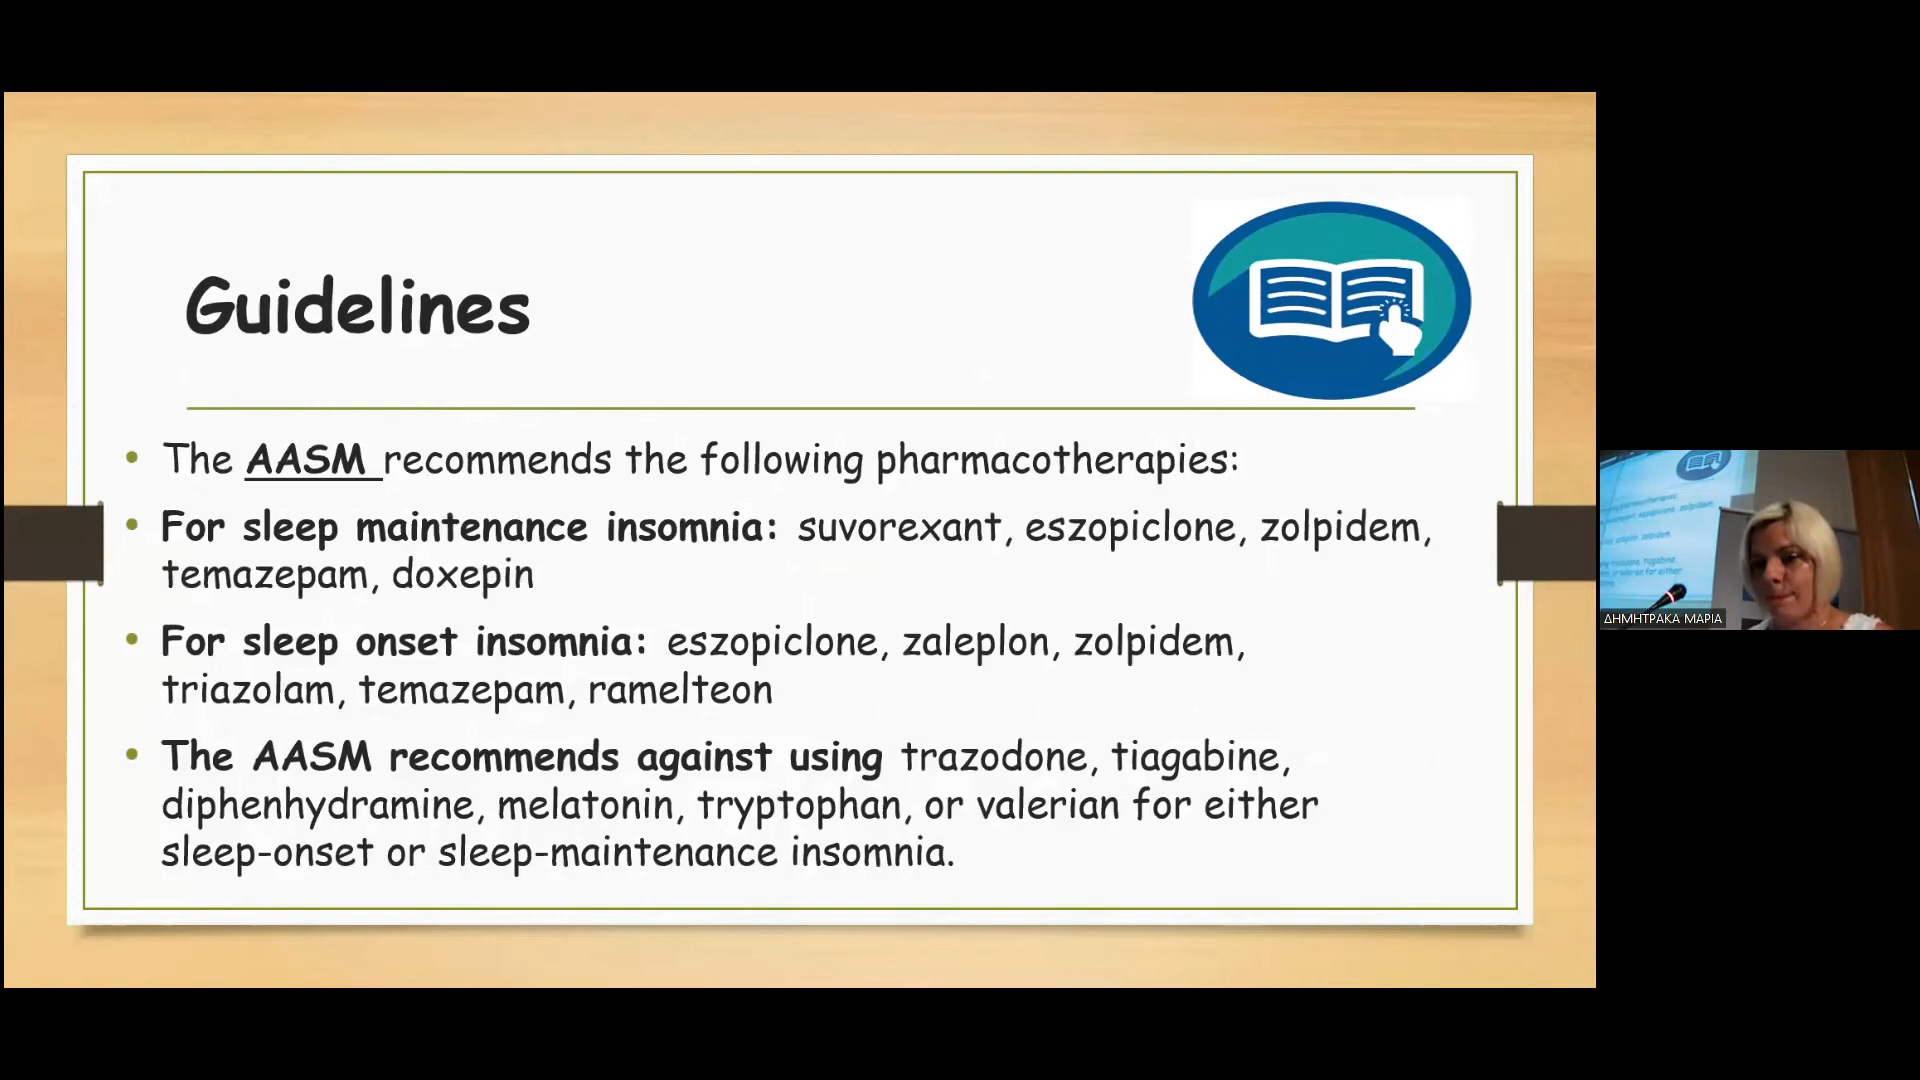 Guidelines
• The AASM recommends the following pharmacotherapies:
• For sleep maintenance insomnia: suvorexant, eszopiclone, zolpidem,
temazepam, doxepin
• For sleep onset insomnia: eszopiclone, zaleplon, zolpidem,
triazolam, temazepam, ramelteon
• The AASM recommends against using trazodone, tiagabine,
diphenhydramine, melatonin, tryptophan, or valerian for either
sleep-onset or sleep-maintenance insomnia.
ΔΗΜΗΤΡΑΚΑ ΜΑΡΙΑ